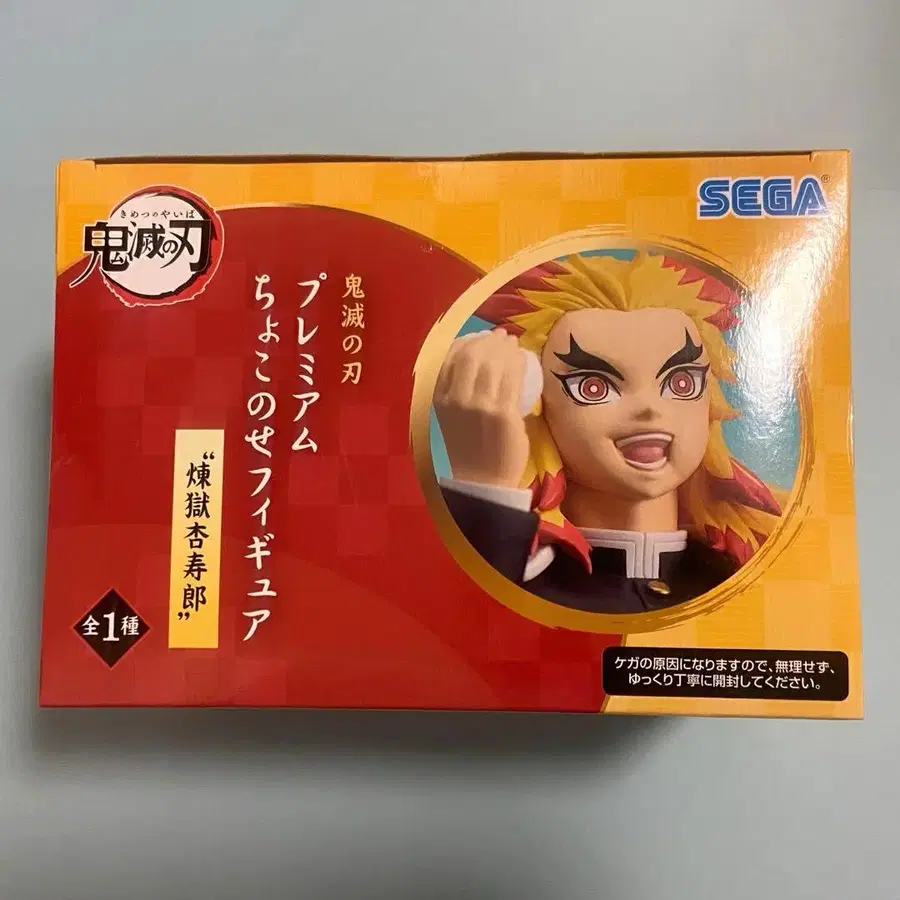 きめつのやいば
鬼滅の刃
SEGA®
鬼滅の刃
プレミアム
ちょこのせフィギュア
“煉獄杏寿郎”
全1種
ケガの原因になりますので、無理せず、
ゆっくり丁寧に開封してください。